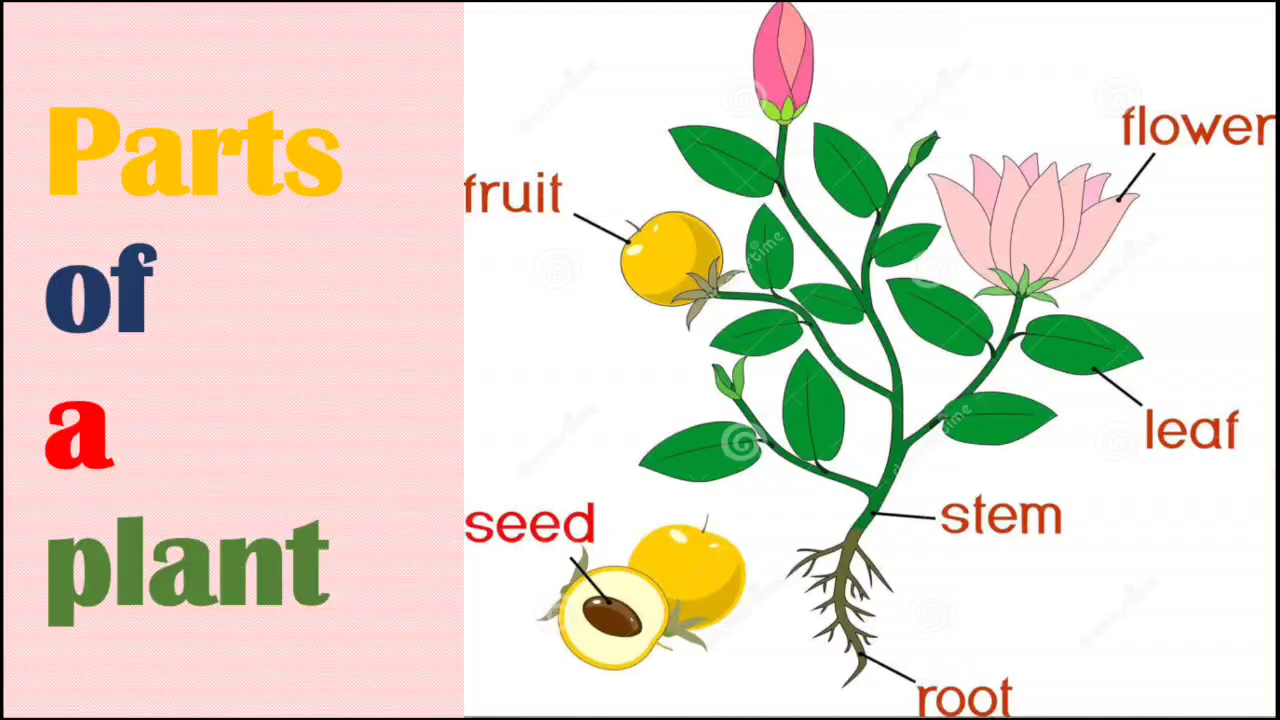 Parts
of
a
plant
flower
fruit
leaf
seed
stem
root